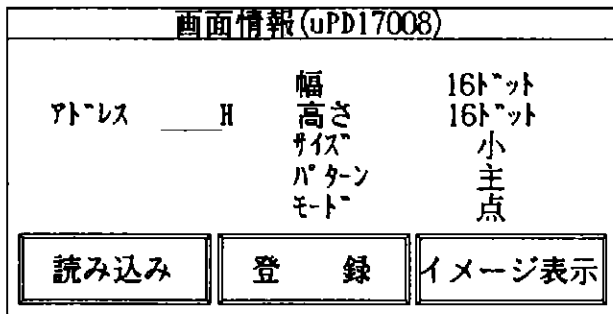 画面情報(uPD17008)
幅 16ﾄﾞｯﾄ
ｱﾄﾞﾚｽ ____H 高さ 16ﾄﾞｯﾄ
ｻｲｽﾞ 小
ﾊﾟﾀｰﾝ 主
ﾓｰﾄﾞ 点
読み込み 登　録 イメージ表示